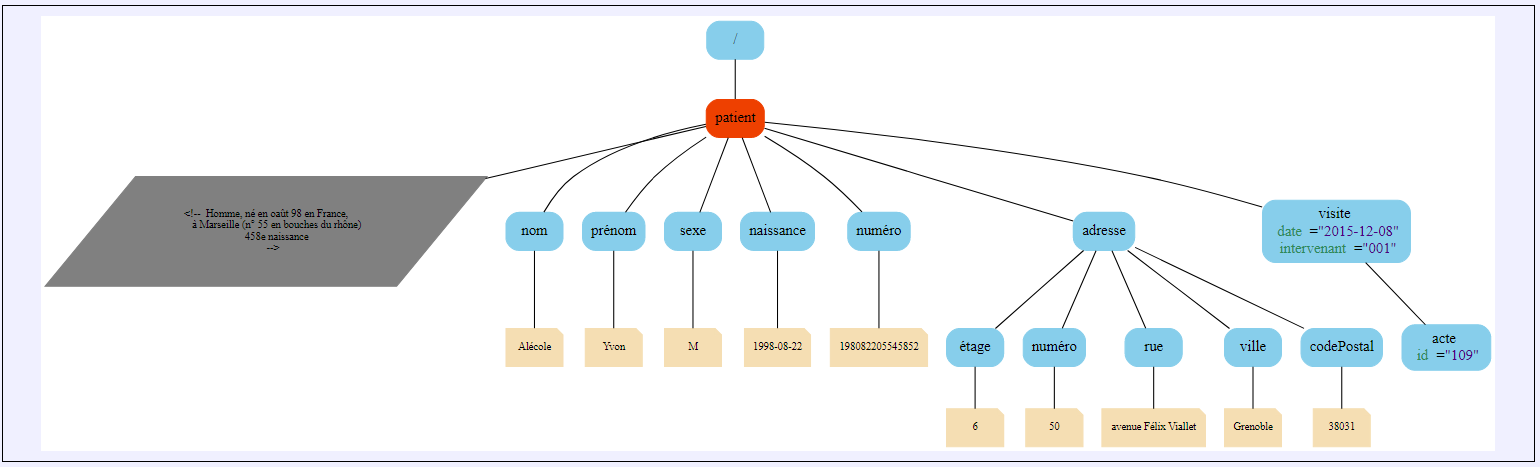 /
patient
<!-- Homme, né en oaût 98 en France,
à Marseille (n° 55 en bouches du rhône)
458e naissance
-->
nom
prénom
sexe
naissance
numéro
adresse
visite
date ="2015-12-08"
intervenant ="001"
Alécole
Yvon
M
1998-08-22
198082205545852
étage
numéro
rue
ville
codePostal
acte
id ="109"
6
50
avenue Félix Viallet
Grenoble
38031